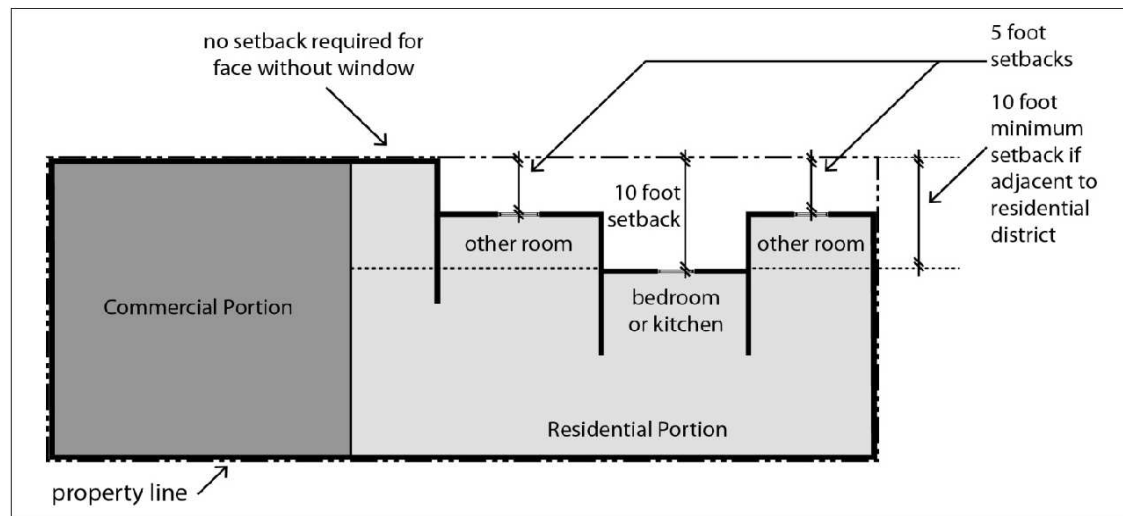 no setback required for
face without window
5 foot
setbacks
10 foot
minimum
setback if
adjacent to
residential
district
10 foot
setback
other room
other room
bedroom
or kitchen
Commercial Portion
Residential Portion
property line